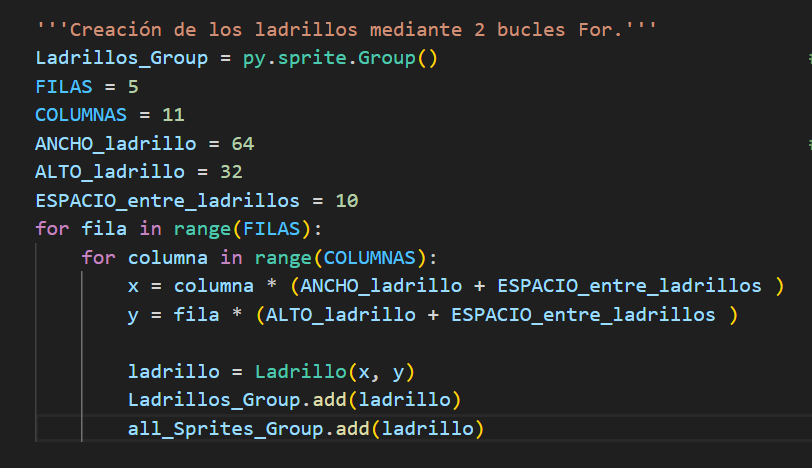 '''Creación de los ladrillos mediante 2 bucles For.'''
Ladrillos_Group = py.sprite.Group()
FILAS = 5
COLUMNAS = 11
ANCHO_ladrillo = 64
ALTO_ladrillo = 32
ESPACIO_entre_ladrillos = 10
for fila in range(FILAS):
    for columna in range(COLUMNAS):
        x = columna * (ANCHO_ladrillo + ESPACIO_entre_ladrillos )
        y = fila * (ALTO_ladrillo + ESPACIO_entre_ladrillos )

        ladrillo = Ladrillo(x, y)
        Ladrillos_Group.add(ladrillo)
        all_Sprites_Group.add(ladrillo)